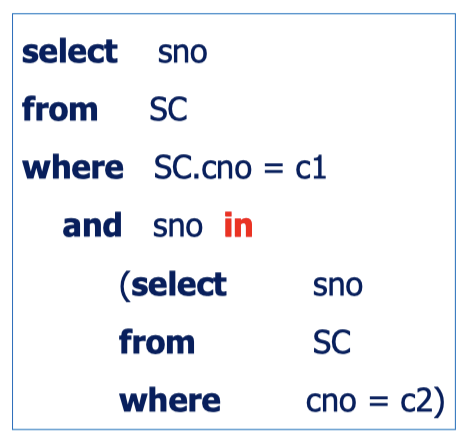 select sno
from SC
where SC.cno = c1
and sno in
(select sno
from SC
where cno = c2)